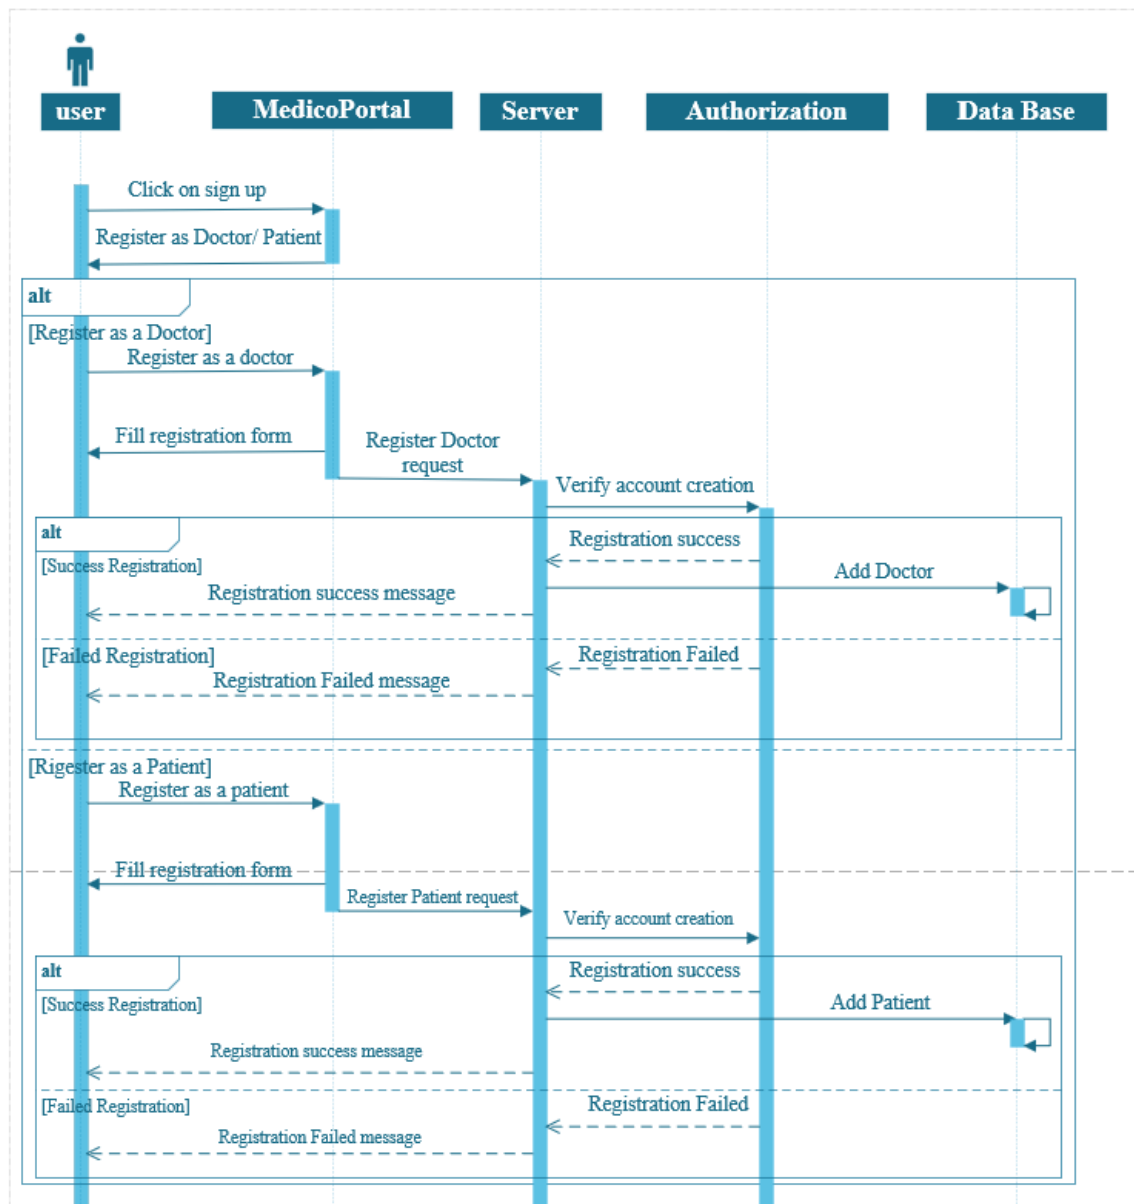 user
MedicoPortal
Server
Authorization
Data Base
Click on sign up
Register as Doctor/ Patient
alt
[Register as a Doctor]
Register as a doctor
Fill registration form
Register Doctor
request
Verify account creation
alt
Registration success
[Success Registration]
Add Doctor
Registration success message
[Failed Registration]
Registration Failed
Registration Failed message
[Rigester as a Patient]
Register as a patient
Fill registration form
Register Patient request
Verify account creation
alt
Registration success
[Success Registration]
Add Patient
Registration success message
[Failed Registration]
Registration Failed
Registration Failed message